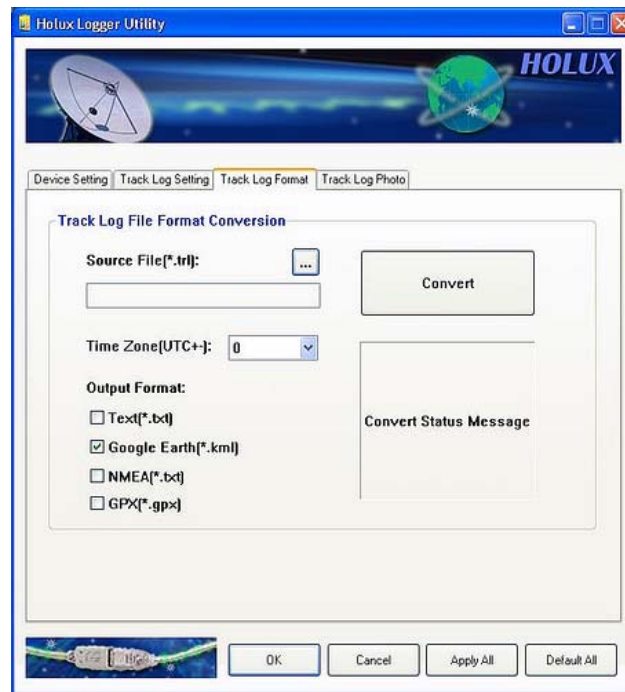 Holux Logger Utility
HOLUX
Device Setting
Track Log Setting
Track Log Format
Track Log Photo
Track Log File Format Conversion
Source File(*.trl):
...
Convert
Time Zone(UTC+-):
0
Output Format:
Text(*.txt)
Google Earth(*.kml)
NMEA(*.txt)
GPX(*.gpx)
Convert Status Message
OK
Cancel
Apply All
Default All